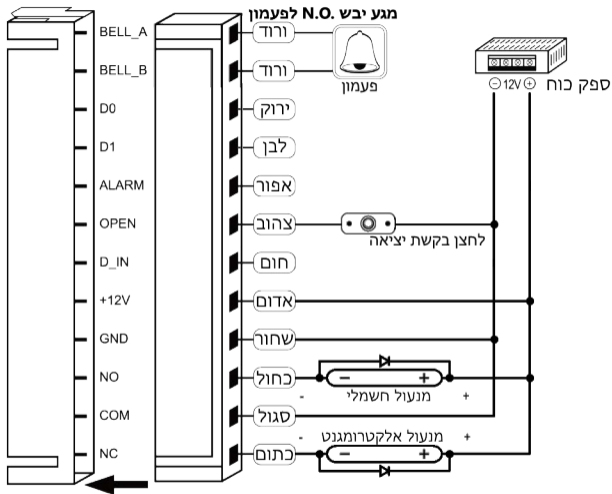 מגע יבש .N.O לפעמון
BELL_A ורוד
BELL_B ורוד
פעמון
ספק כוח
⊖ 12V ⊕
D0 ירוק
D1 לבן
ALARM אפור
OPEN צהוב
לחצן בקשת יציאה
D_IN חום
+12V אדום
GND שחור
NO כחול
− +
- מנעול חשמלי +
COM סגול
- מנעול אלקטרומגנט +
NC כתום
− +